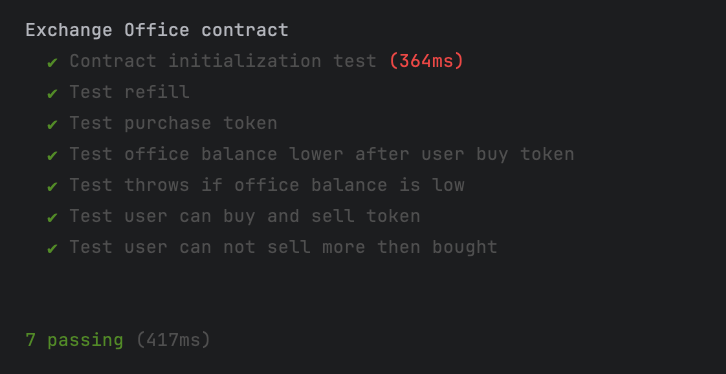 Exchange Office contract
✔ Contract initialization test (364ms)
✔ Test refill
✔ Test purchase token
✔ Test office balance lower after user buy token
✔ Test throws if office balance is low
✔ Test user can buy and sell token
✔ Test user can not sell more then bought
7 passing (417ms)